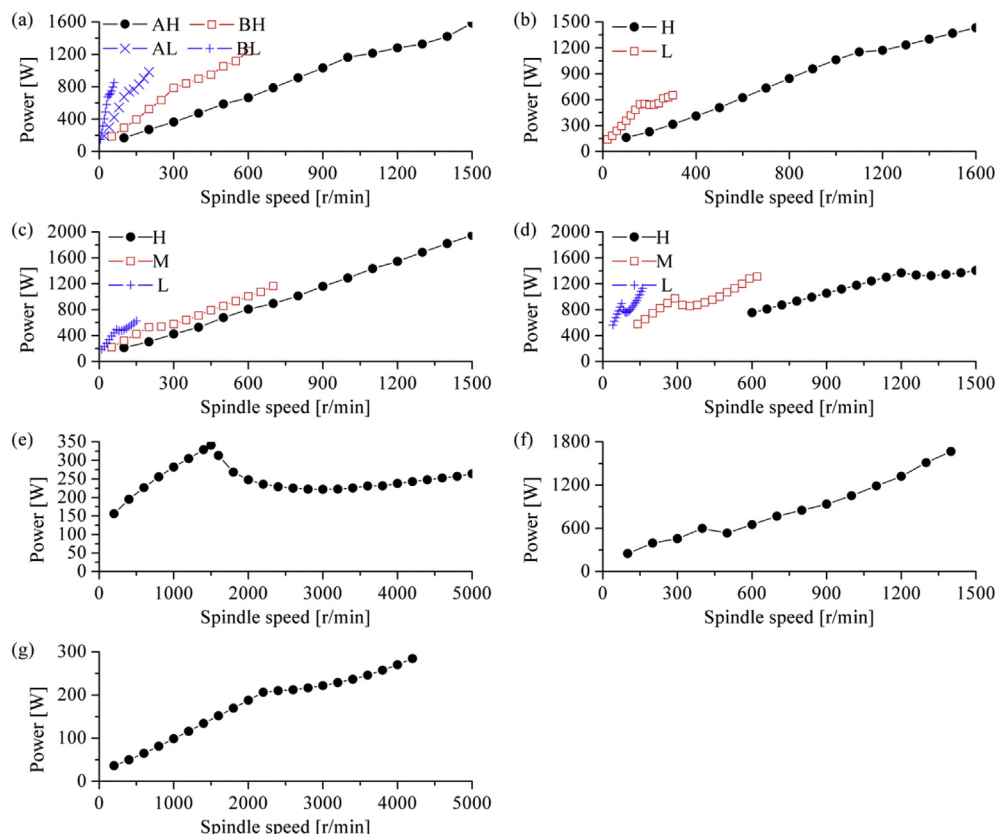 (a)
1600
1200
800
400
0
Power [W]
AH BH
AL BL
0 300 600 900 1200 1500
Spindle speed [r/min]
(b)
1500
1200
900
600
300
0
Power [W]
H
L
400 800 1200 1600
Spindle speed [r/min]
(c)
2000
1600
1200
800
400
0
Power [W]
H
M
L
0 300 600 900 1200 1500
Spindle speed [r/min]
(d)
2000
1600
1200
800
400
0
Power [W]
H
M
L
0 300 600 900 1200 1500
Spindle speed [r/min]
(e)
350
300
250
200
150
100
50
0
Power [W]
0 1000 2000 3000 4000 5000
Spindle speed [r/min]
(f)
1800
1200
600
0
Power [W]
0 300 600 900 1200 1500
Spindle speed [r/min]
(g)
300
200
100
0
Power [W]
0 1000 2000 3000 4000 5000
Spindle speed [r/min]